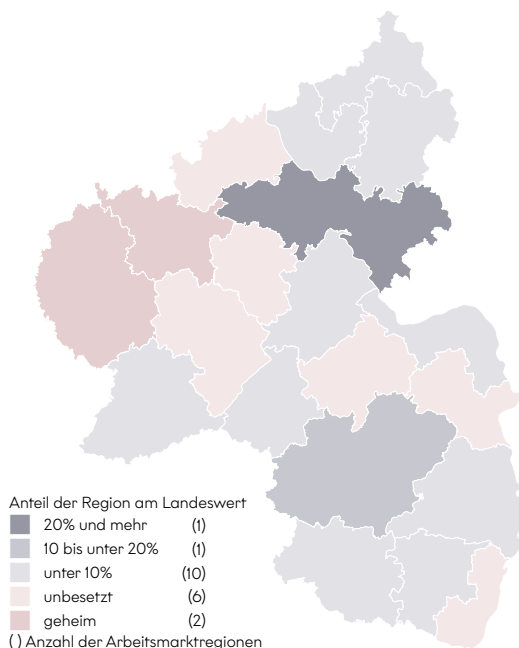 Anteil der Region am Landeswert
20% und mehr (1)
10 bis unter 20% (1)
unter 10% (10)
unbesetzt (6)
geheim (2)
( ) Anzahl der Arbeitsmarktregionen